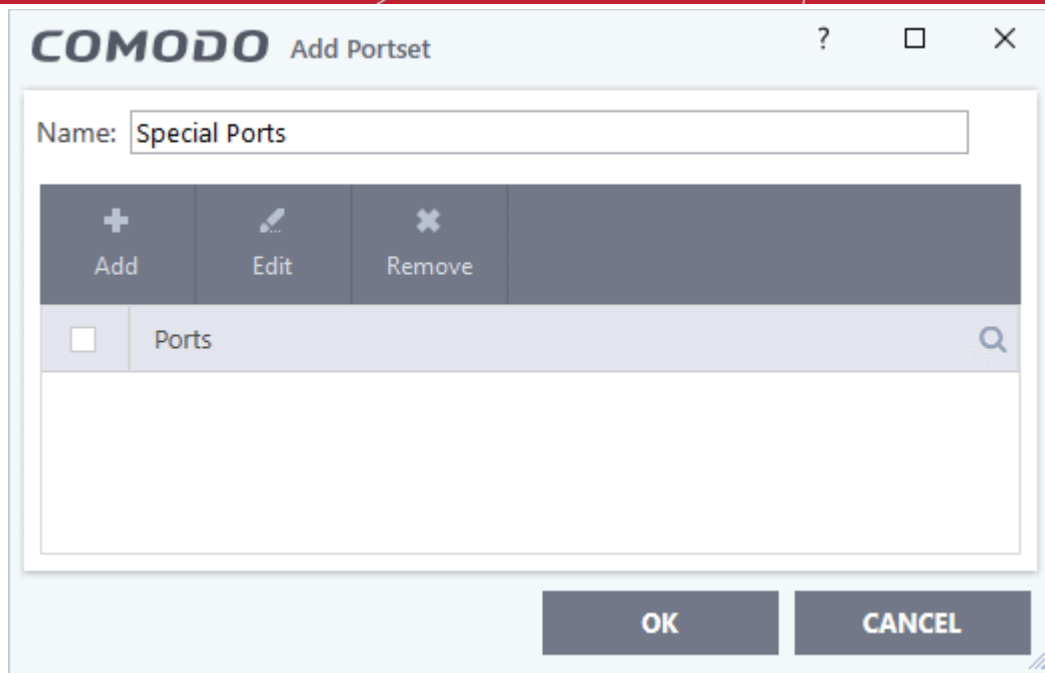 COMODO Add Portset ?
Name: Special Ports
Add Edit Remove
Ports
OK CANCEL